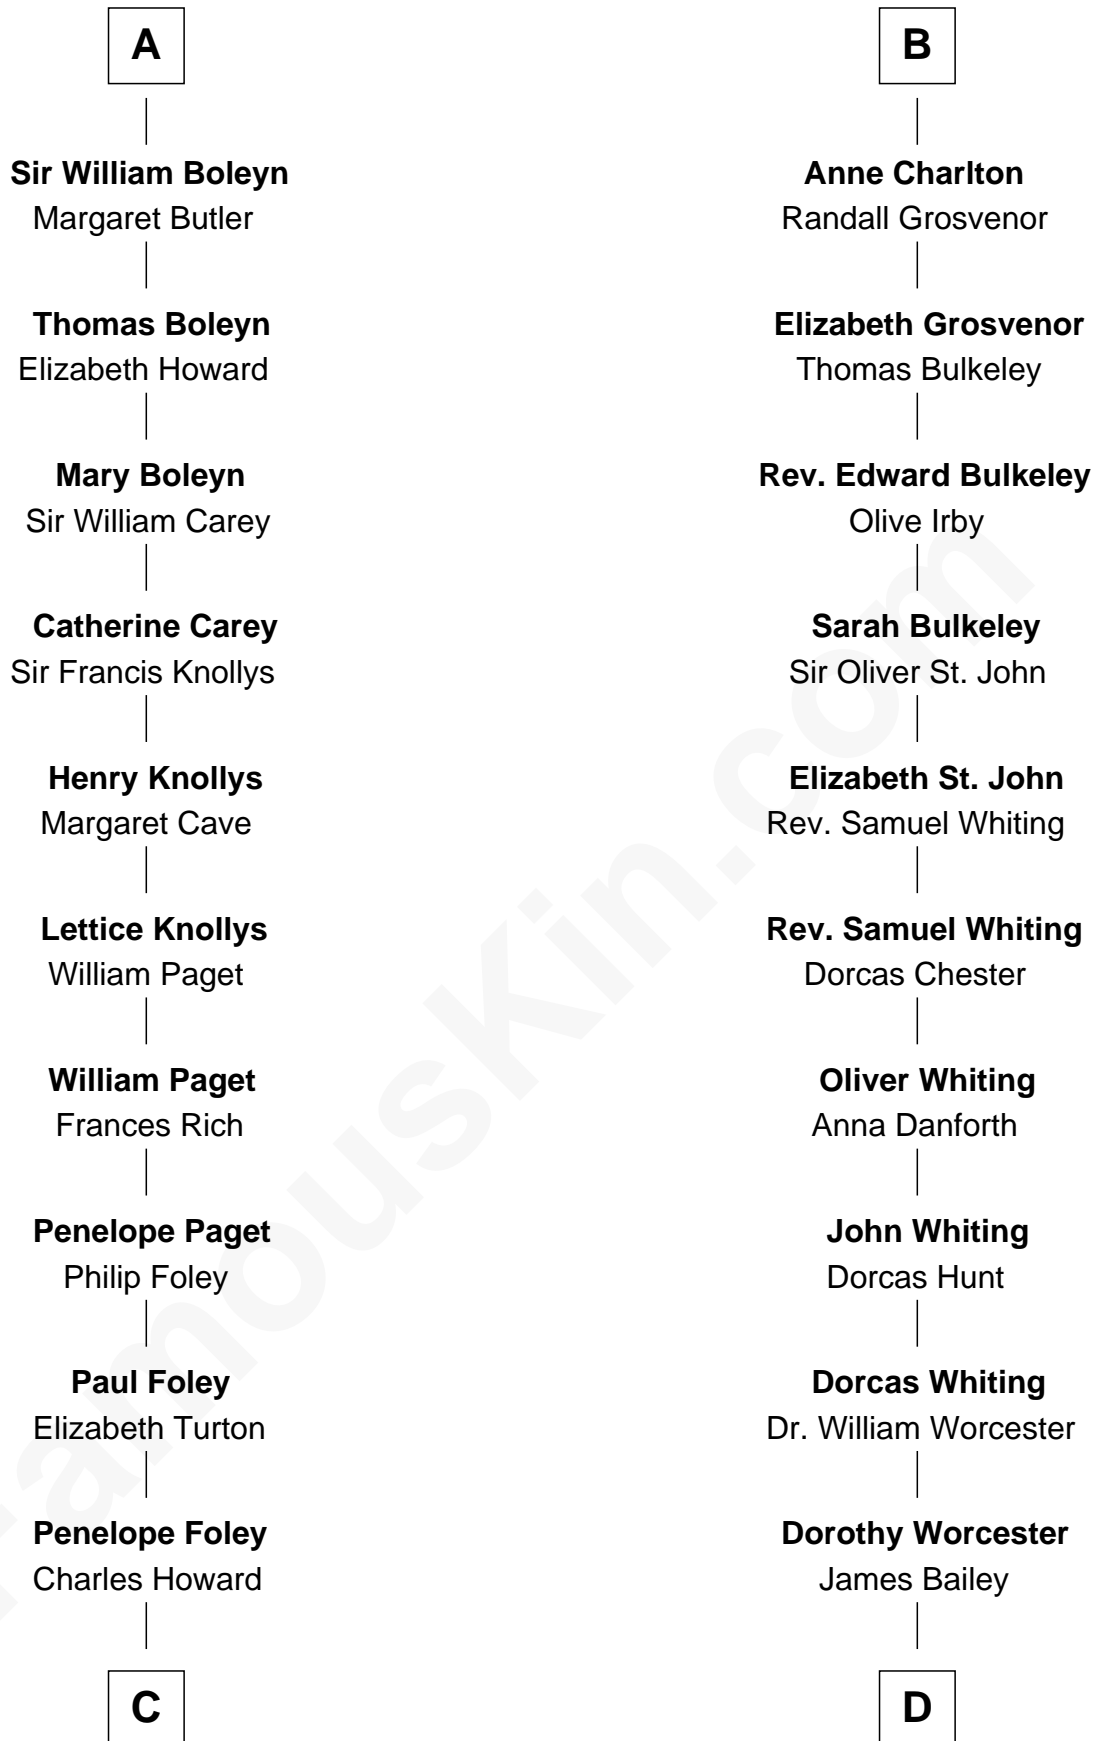 A
Sir William Boleyn
Margaret Butler
Thomas Boleyn
Elizabeth Howard
Mary Boleyn
Sir William Carey
Catherine Carey
Sir Francis Knollys
Henry Knollys
Margaret Cave
Lettice Knollys
William Paget
William Paget
Frances Rich
Penelope Paget
Philip Foley
Paul Foley
Elizabeth Turton
Penelope Foley
Charles Howard
C
B
Anne Charlton
Randall Grosvenor
Elizabeth Grosvenor
Thomas Bulkeley
Rev. Edward Bulkeley
Olive Irby
Sarah Bulkeley
Sir Oliver St. John
Elizabeth St. John
Rev. Samuel Whiting
Rev. Samuel Whiting
Dorcas Chester
Oliver Whiting
Anna Danforth
John Whiting
Dorcas Hunt
Dorcas Whiting
Dr. William Worcester
Dorothy Worcester
James Bailey
D
FamousKin.com